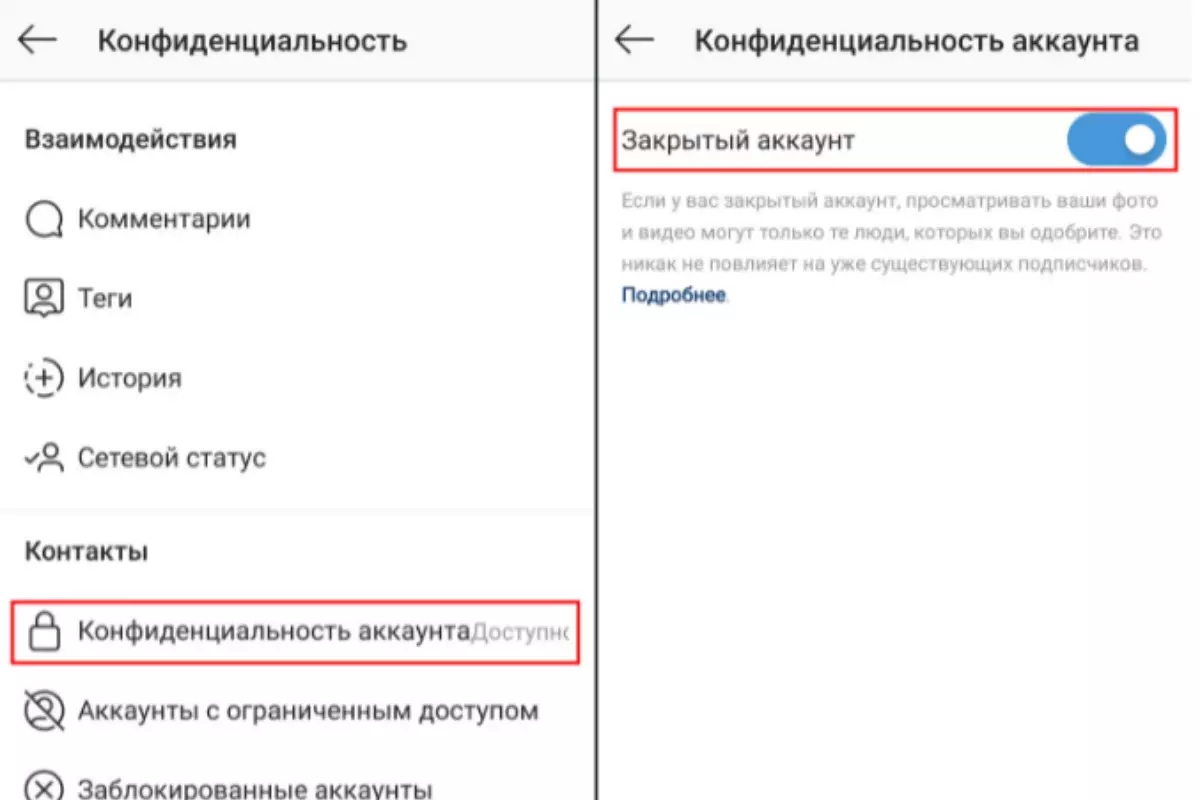 Конфиденциальность
Взаимодействия
Комментарии
Теги
История
Сетевой статус
Контакты
Конфиденциальность аккаунта Доступно
Аккаунты с ограниченным доступом
Заблокированные аккаунты
Конфиденциальность аккаунта
Закрытый аккаунт
Если у вас закрытый аккаунт, просматривать ваши фото
и видео могут только те люди, которых вы одобрите. Это
никак не повлияет на уже существующих подписчиков.
Подробнее.